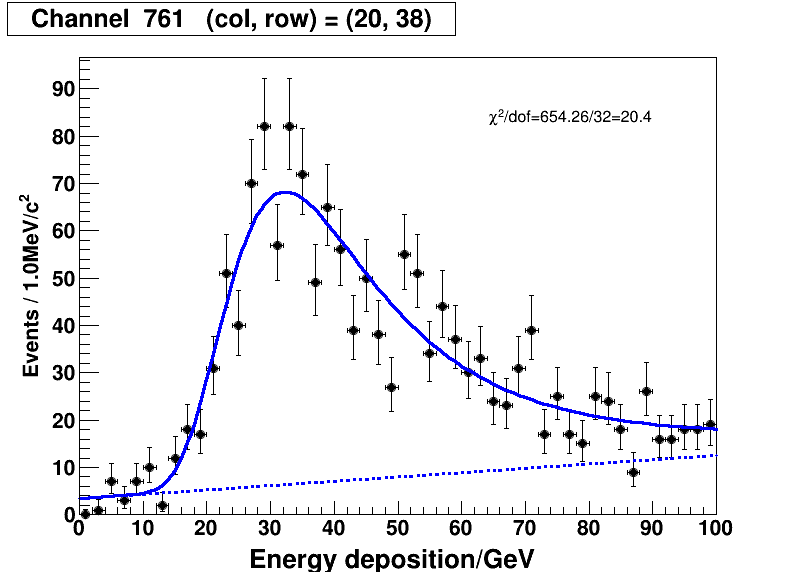 Channel 761 (col, row) = (20, 38)
χ²/dof=654.26/32=20.4
Events / 1.0MeV/c²
90
80
70
60
50
40
30
20
10
0
0 10 20 30 40 50 60 70 80 90 100
Energy deposition/GeV